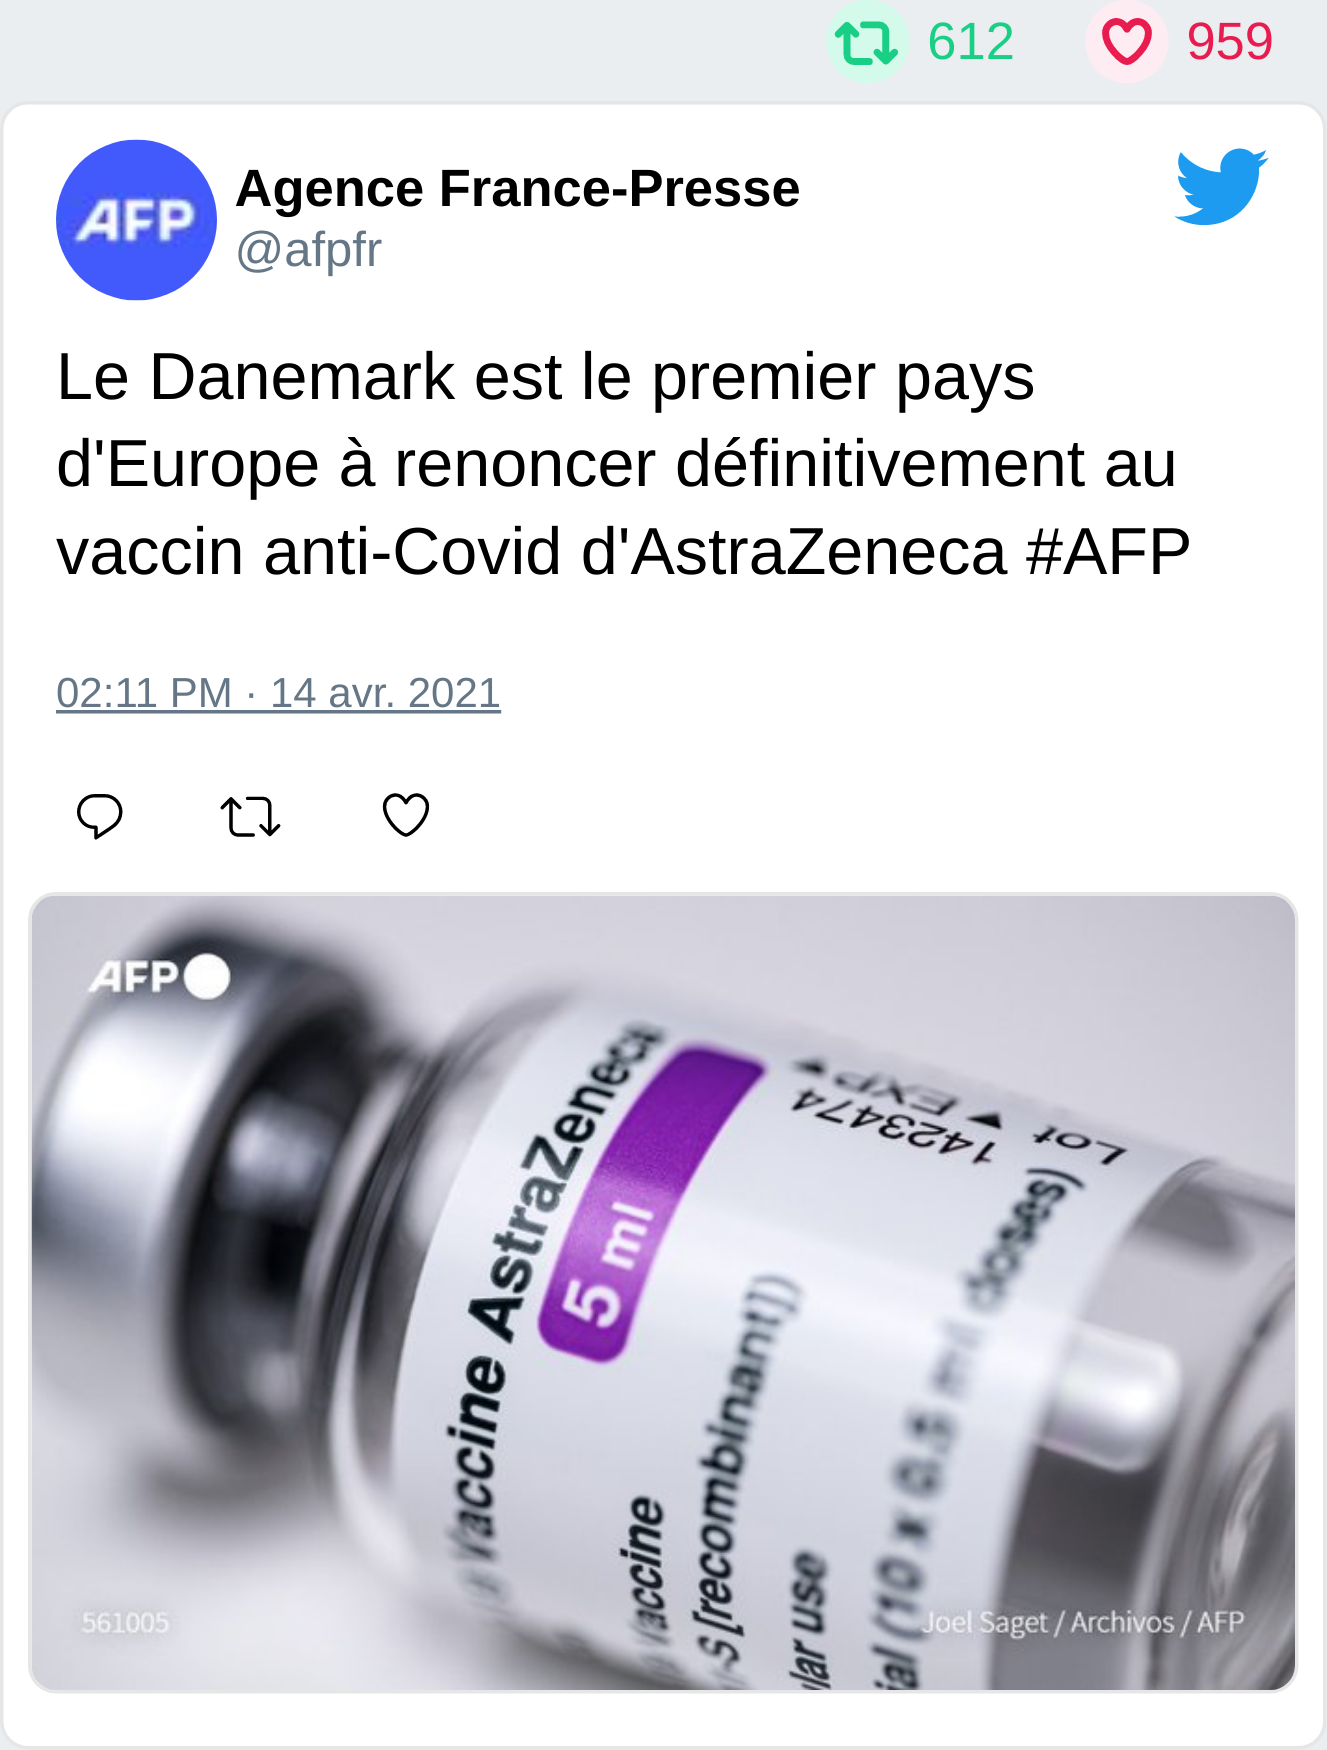 612 959
AFP
Agence France-Presse
@afpfr
Le Danemark est le premier pays
d'Europe à renoncer définitivement au
vaccin anti-Covid d'AstraZeneca #AFP
02:11 PM · 14 avr. 2021
AFP
Vaccine AstraZeneca
5 ml
Vaccine
-S [recombinant])
lar use
ial (10 x 0.5 ml doses)
Lot
EXP
1423474
561005
Joel Saget / Archivos / AFP